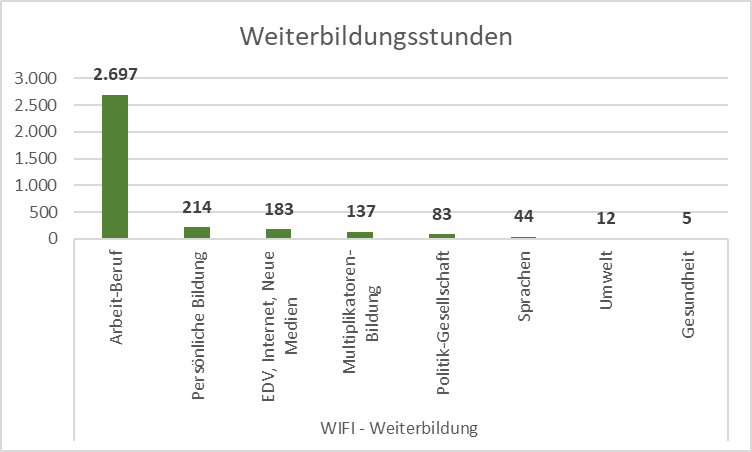 Weiterbildungsstunden
3.000
2.500
2.000
1.500
1.000
500
0
2.697
214
183
137
83
44
12
5
Arbeit-Beruf
Persönliche Bildung
EDV, Internet, Neue
Medien
Multiplikatoren-
Bildung
Politik-Gesellschaft
Sprachen
Umwelt
Gesundheit
WIFI - Weiterbildung